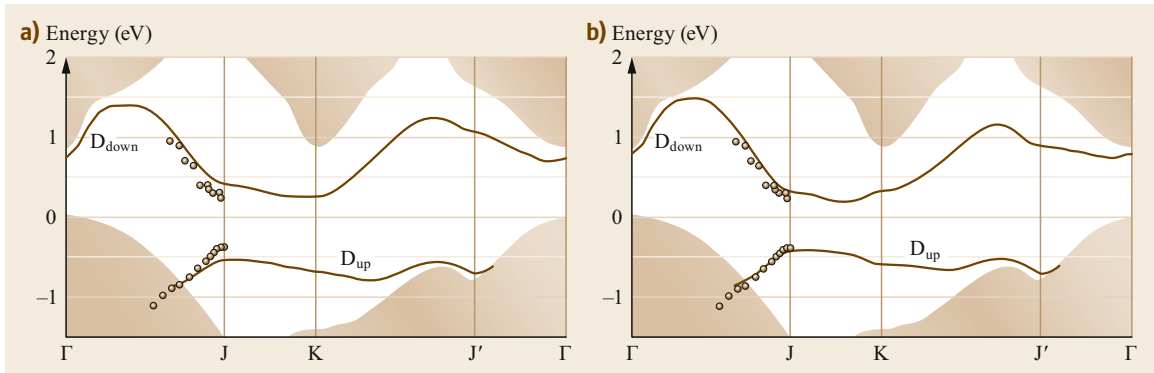 a) Energy (eV)
2
1
0
–1
D_down
D_up
Γ J K J′ Γ
b) Energy (eV)
2
1
0
–1
D_down
D_up
Γ J K J′ Γ